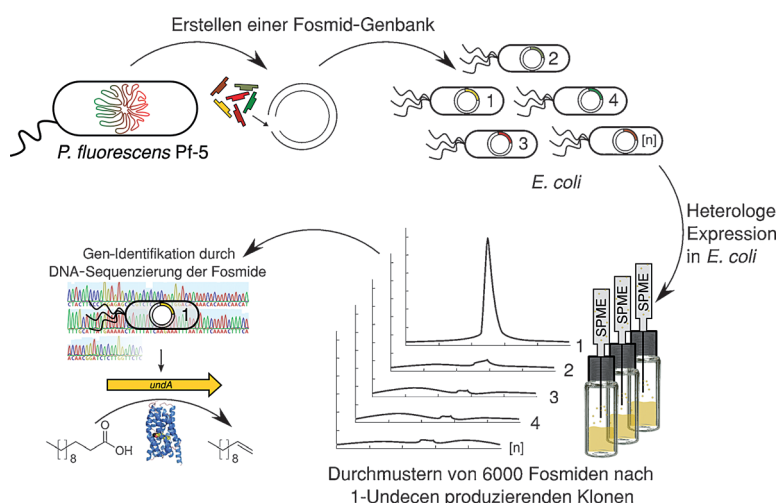 Erstellen einer Fosmid-Genbank
P. fluorescens Pf-5
2
1
4
3
[n]
E. coli
Heterologe
Expression
in E. coli
SPME
SPME
SPME
1
2
3
4
[n]
Durchmustern von 6000 Fosmiden nach
1-Undecen produzierenden Klonen
Gen-Identifikation durch
DNA-Sequenzierung der Fosmide
1
ACAACGGATCTCTTGGTTCTC
undA
O
OH
8
8